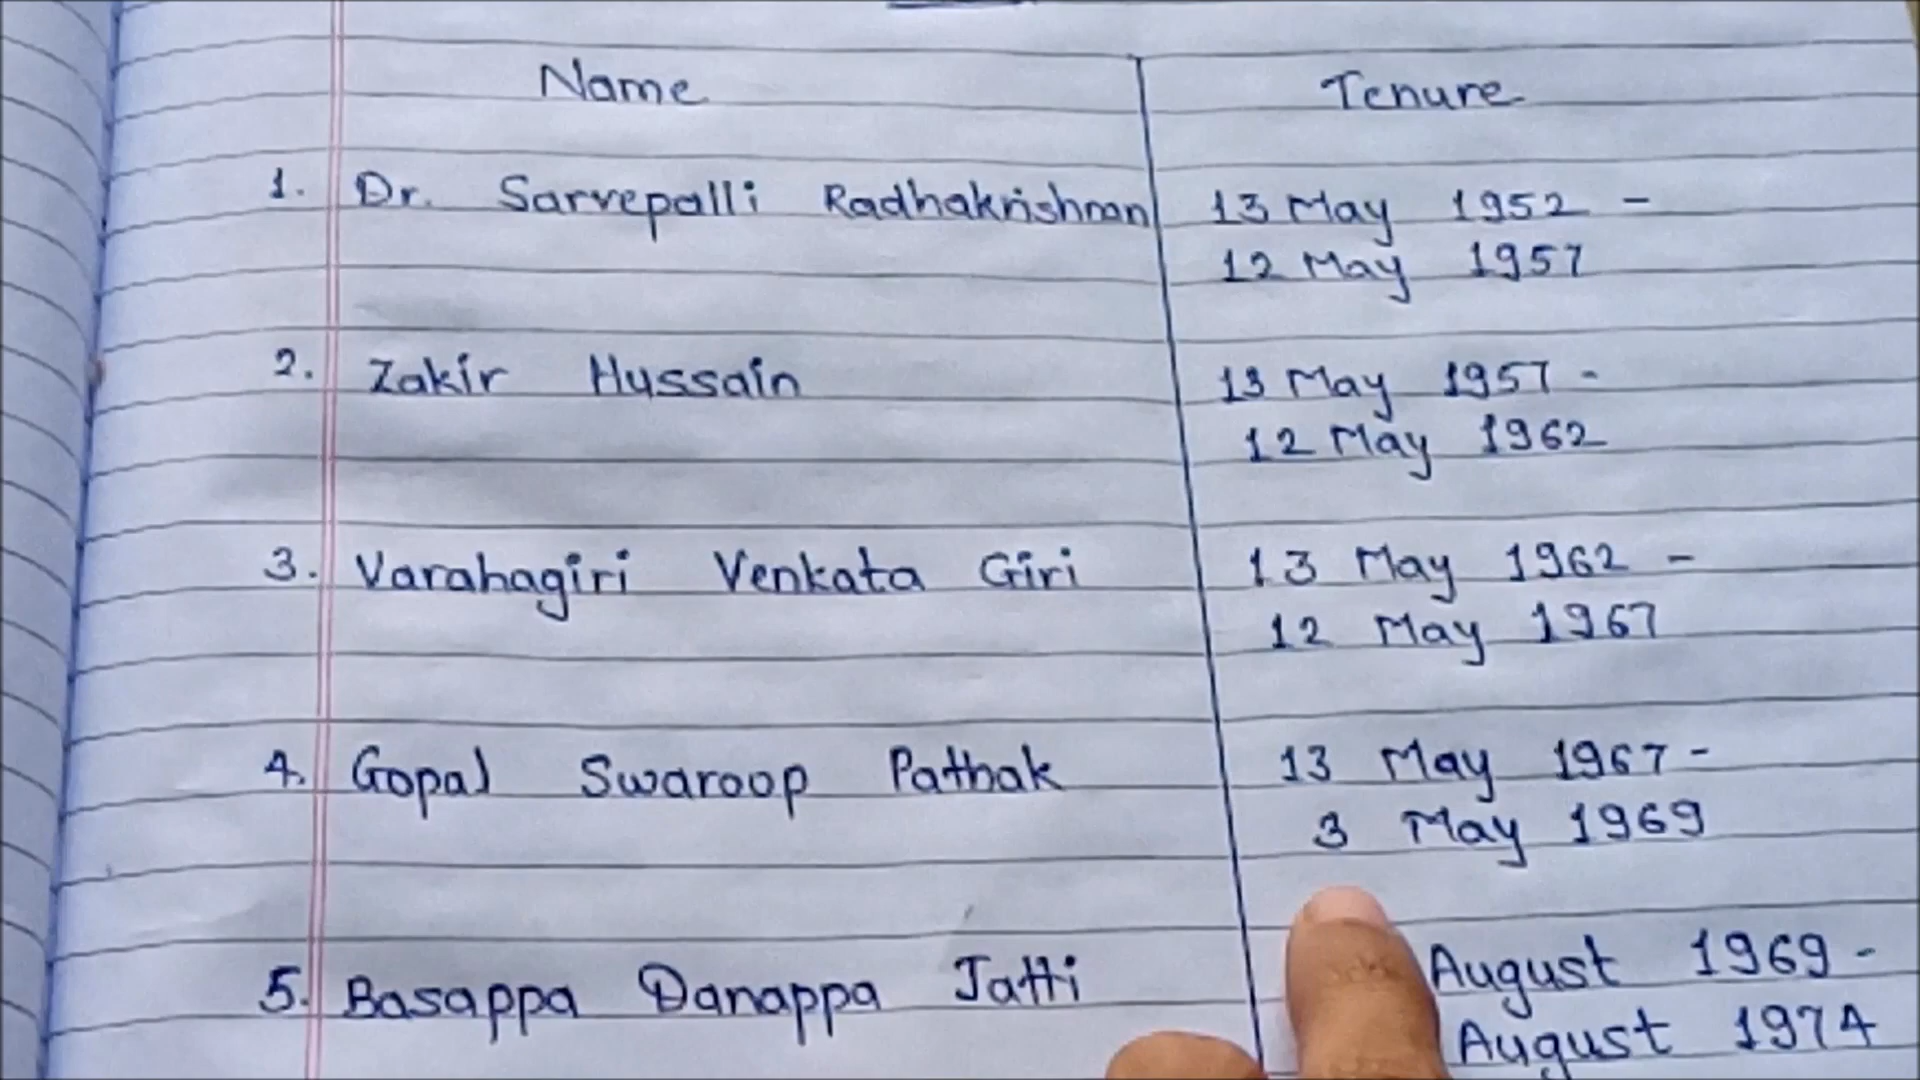 Name Tenure
1. Dr. Sarvepalli Radhakrishnan 13 May 1952 -
12 May 1957
2. Zakir Hussain 13 May 1957 -
12 May 1962
3. Varahagiri Venkata Giri 13 May 1962 -
12 May 1967
4. Gopal Swaroop Pathak 13 May 1967 -
3 May 1969
5. Basappa Danappa Jatti August 1969 -
August 1974